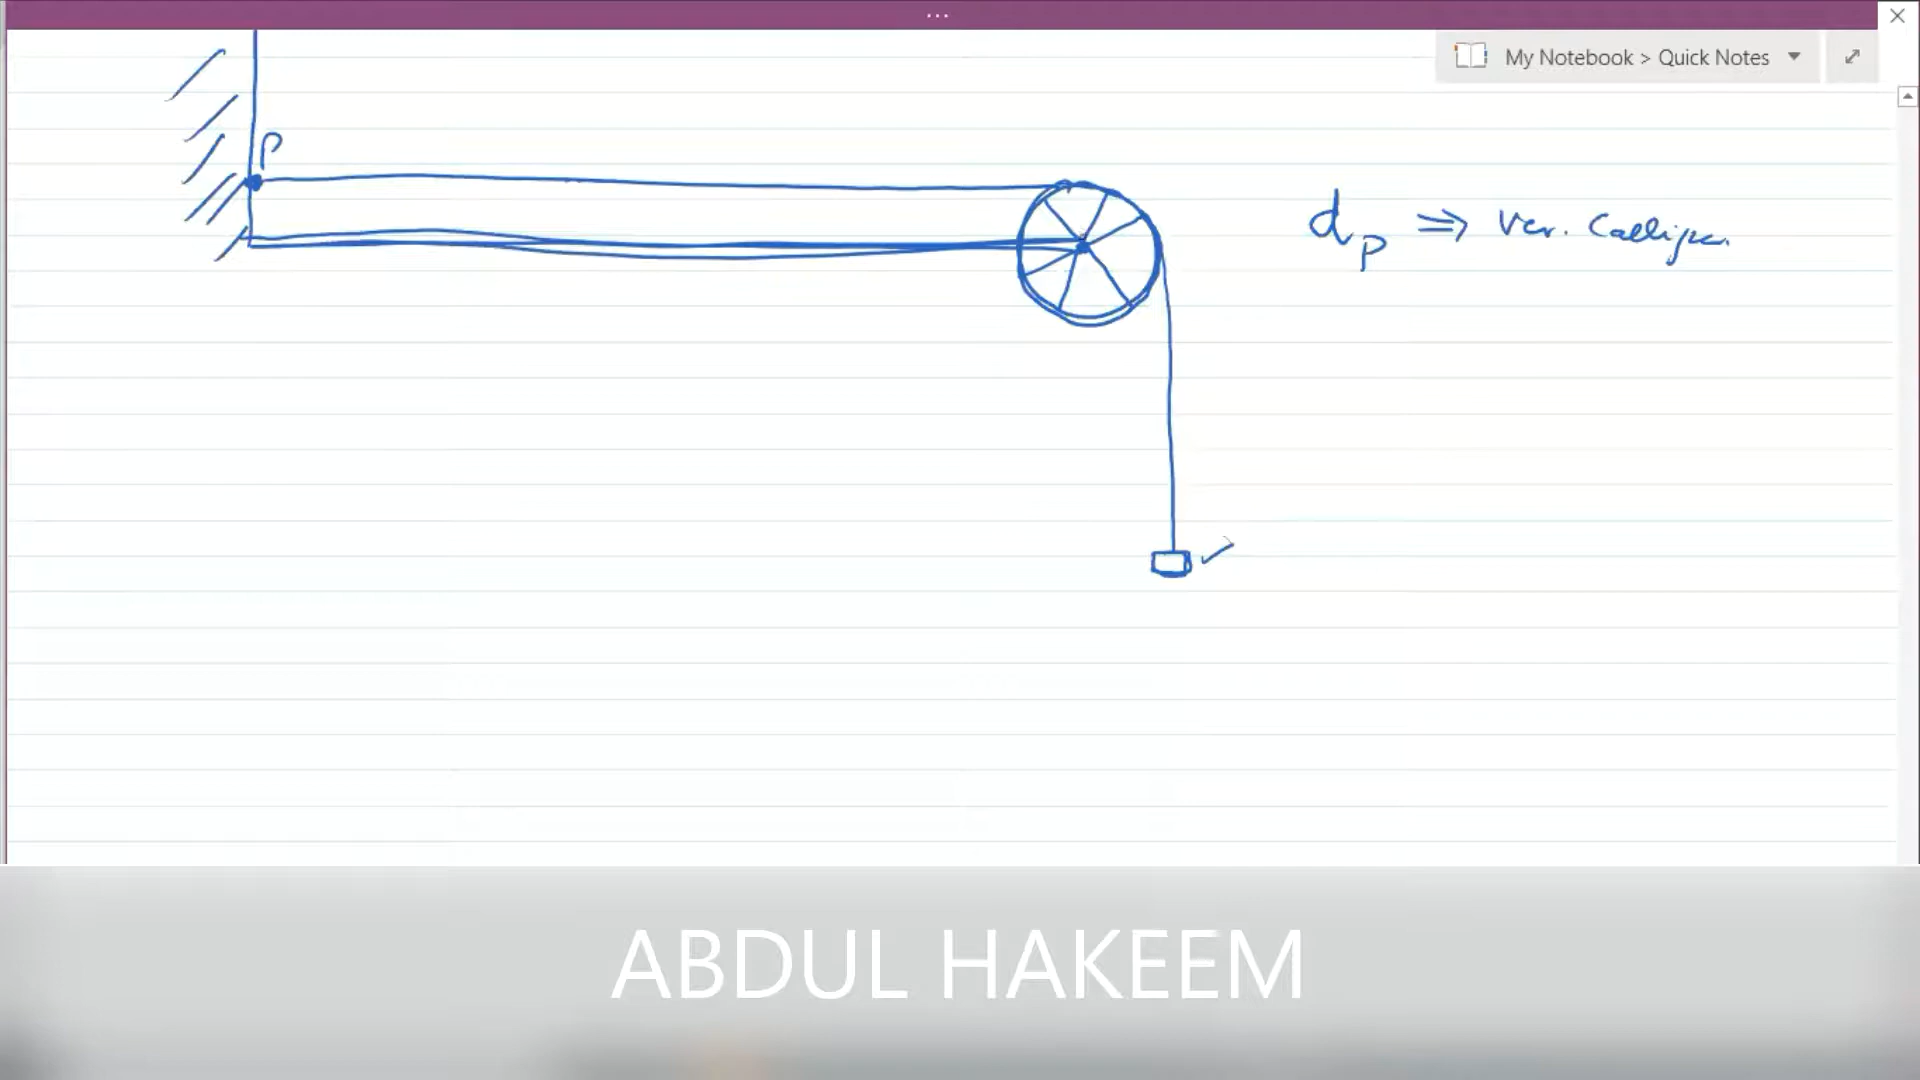 ...
My Notebook > Quick Notes
P
dp ⇒ Ver. Calliper.
ABDUL HAKEEM